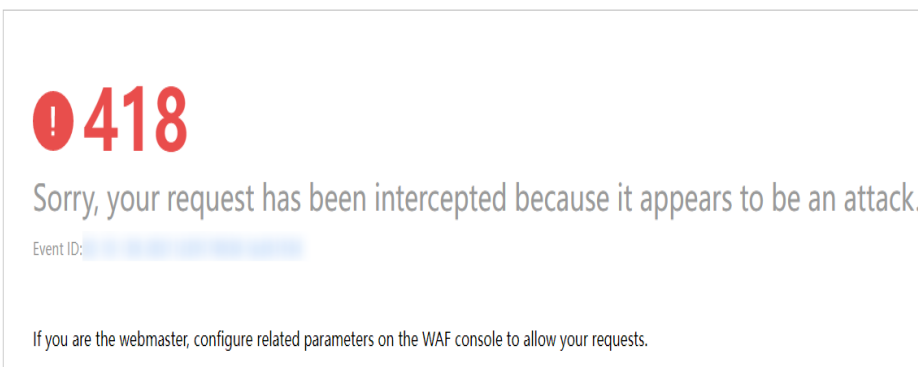 418
Sorry, your request has been intercepted because it appears to be an attack.
Event ID:
If you are the webmaster, configure related parameters on the WAF console to allow your requests.